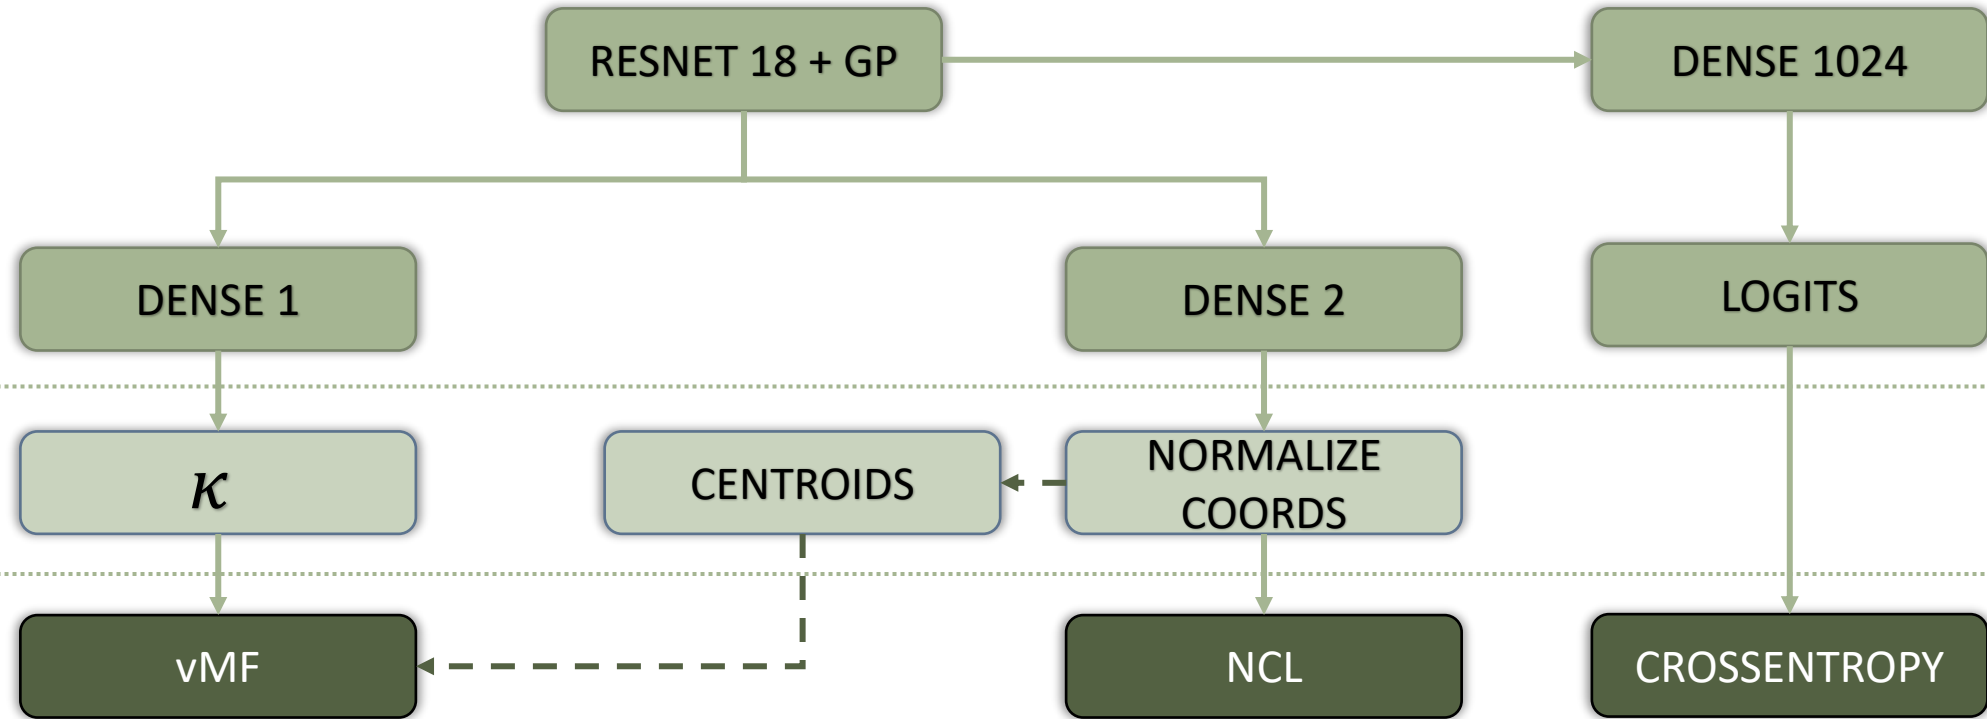 RESNET 18 + GP
DENSE 1024
DENSE 1
DENSE 2
LOGITS
κ
CENTROIDS
NORMALIZE
COORDS
vMF
NCL
CROSSENTROPY